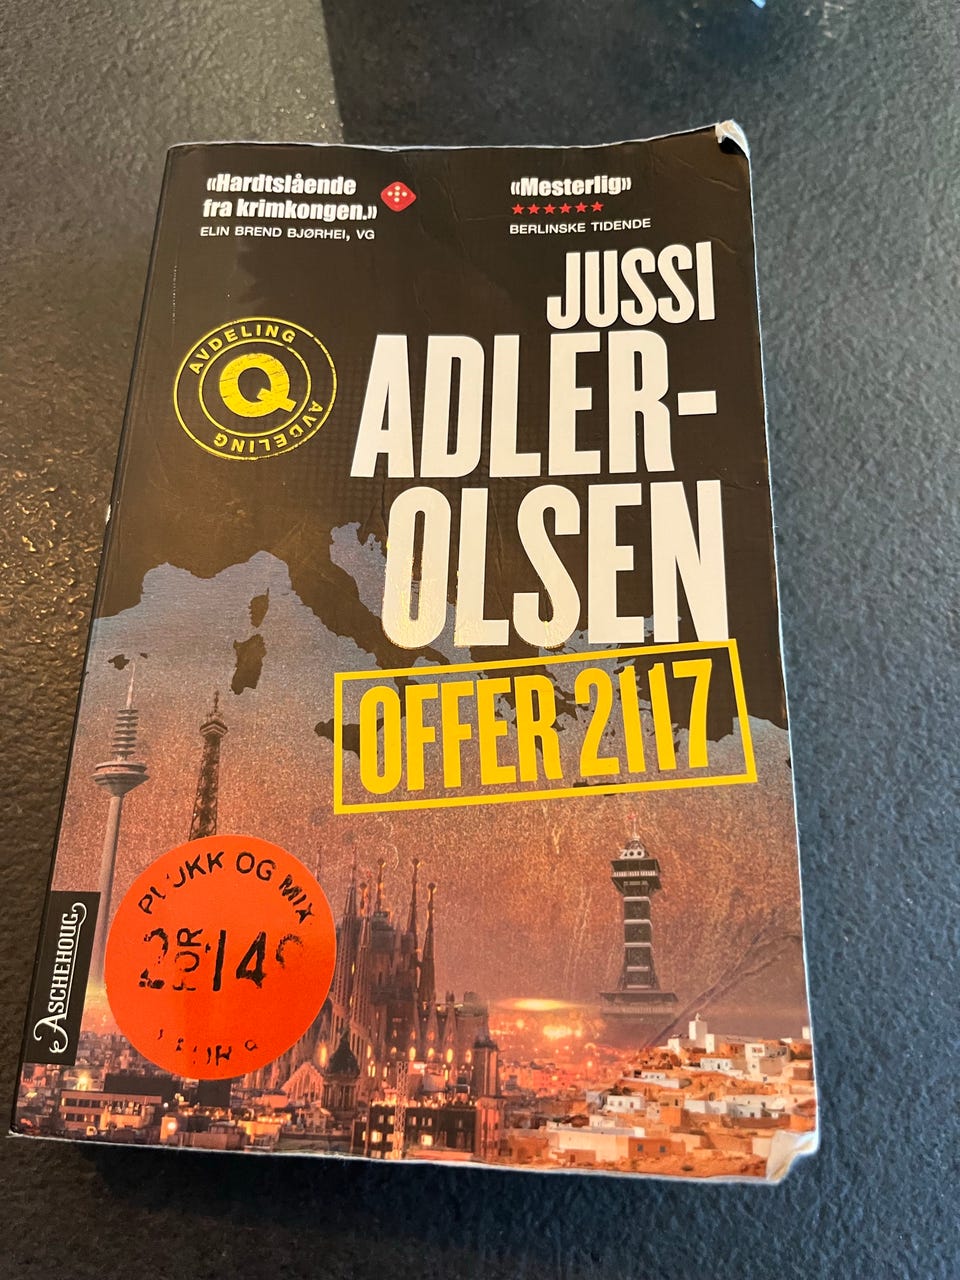 «Hardtslående
fra krimkongen.»
ELIN BREND BJØRHEI, VG
«Mesterlig»
BERLINSKE TIDENDE
JUSSI
ADLER-
OLSEN
AVDELING
Q
AVDELING
OFFER 2117
OG MIX
FOR
ASCHEHOUG